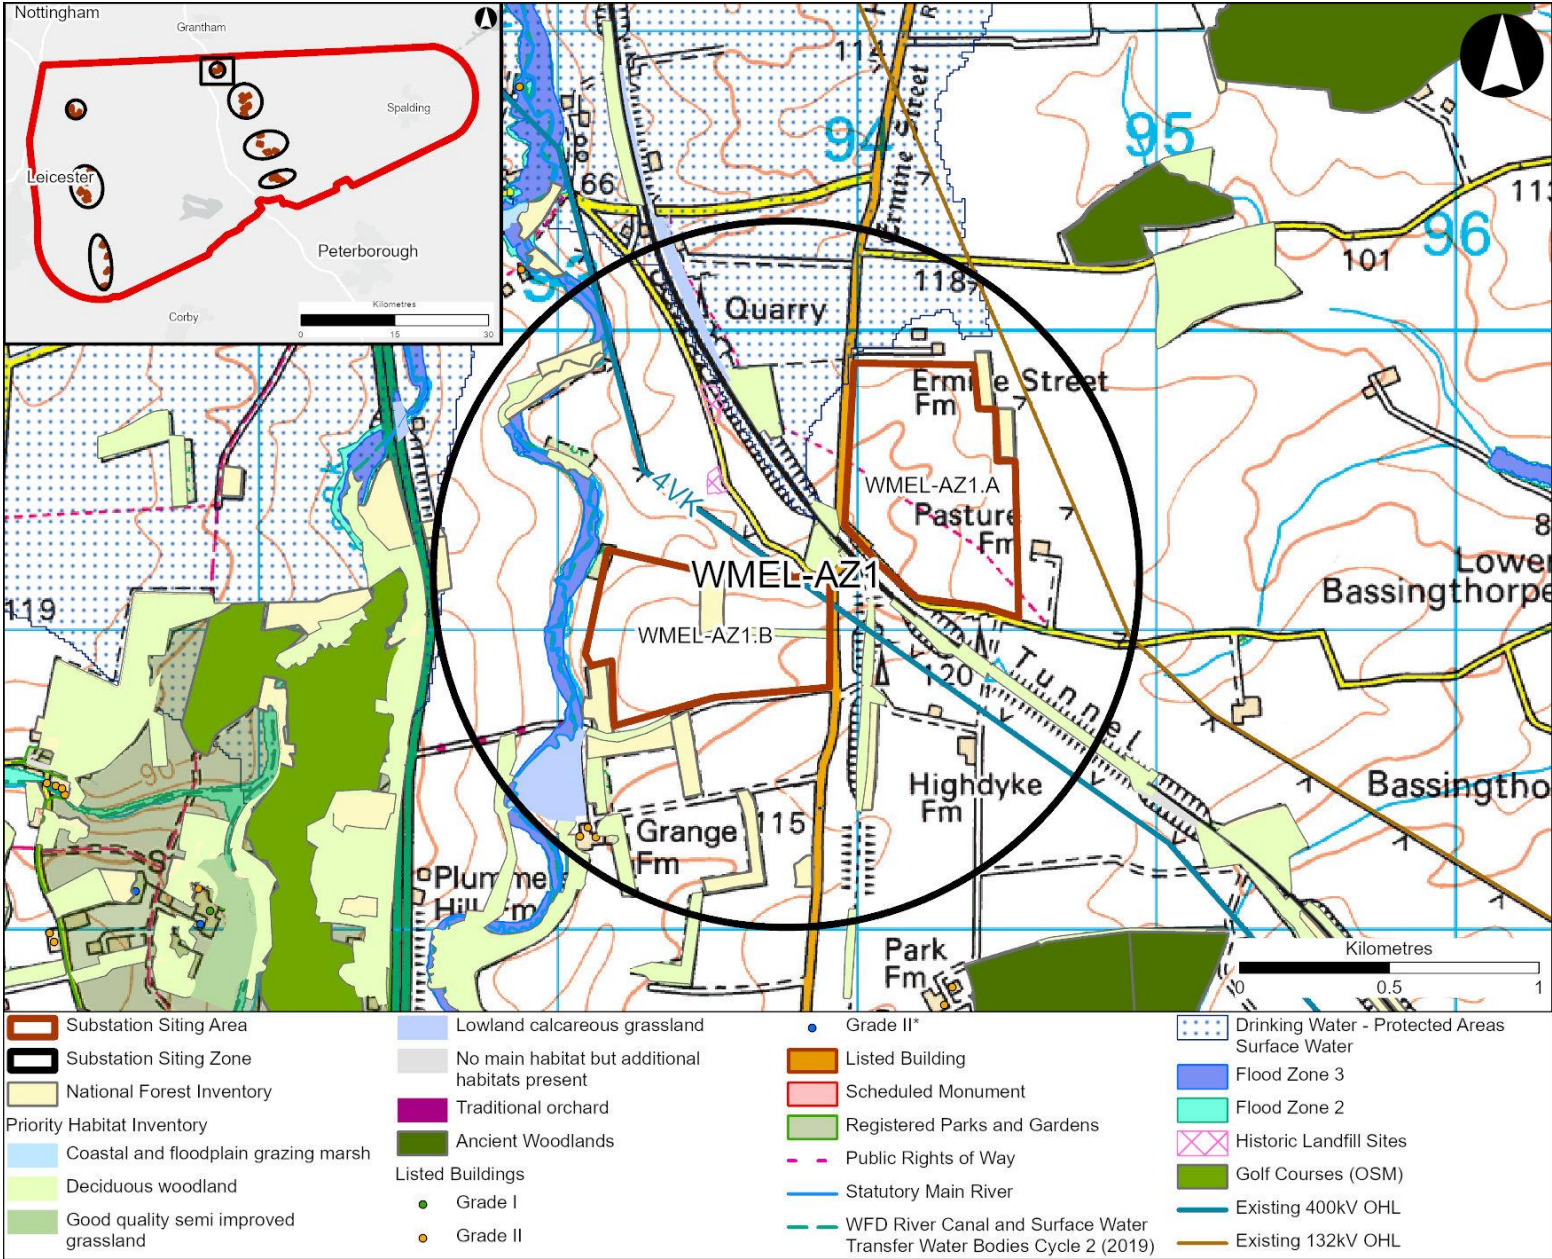 Nottingham
Grantham
Spalding
Leicester
Peterborough
Corby
Kilometres
0 15 30
114
R
Ermine Street
94
95
96
66
113
101
118
Quarry
Ermine Street
Fm
WMEL-AZ1.A
Pasture
Fm
4VK
WMEL-AZ1
WMEL-AZ1.B
119
Lower
Bassingthorpe
120
Tunnel
Highdyke
Fm
Bassingtho
90
Grange
Fm
115
Plumme
Hill Fm
Park
Fm
Kilometres
0 0.5 1
Substation Siting Area
Substation Siting Zone
National Forest Inventory
Priority Habitat Inventory
Coastal and floodplain grazing marsh
Deciduous woodland
Good quality semi improved
grassland
Lowland calcareous grassland
No main habitat but additional
habitats present
Traditional orchard
Ancient Woodlands
Listed Buildings
Grade I
Grade II
Grade II*
Listed Building
Scheduled Monument
Registered Parks and Gardens
Public Rights of Way
Statutory Main River
WFD River Canal and Surface Water
Transfer Water Bodies Cycle 2 (2019)
Drinking Water - Protected Areas
Surface Water
Flood Zone 3
Flood Zone 2
Historic Landfill Sites
Golf Courses (OSM)
Existing 400kV OHL
Existing 132kV OHL